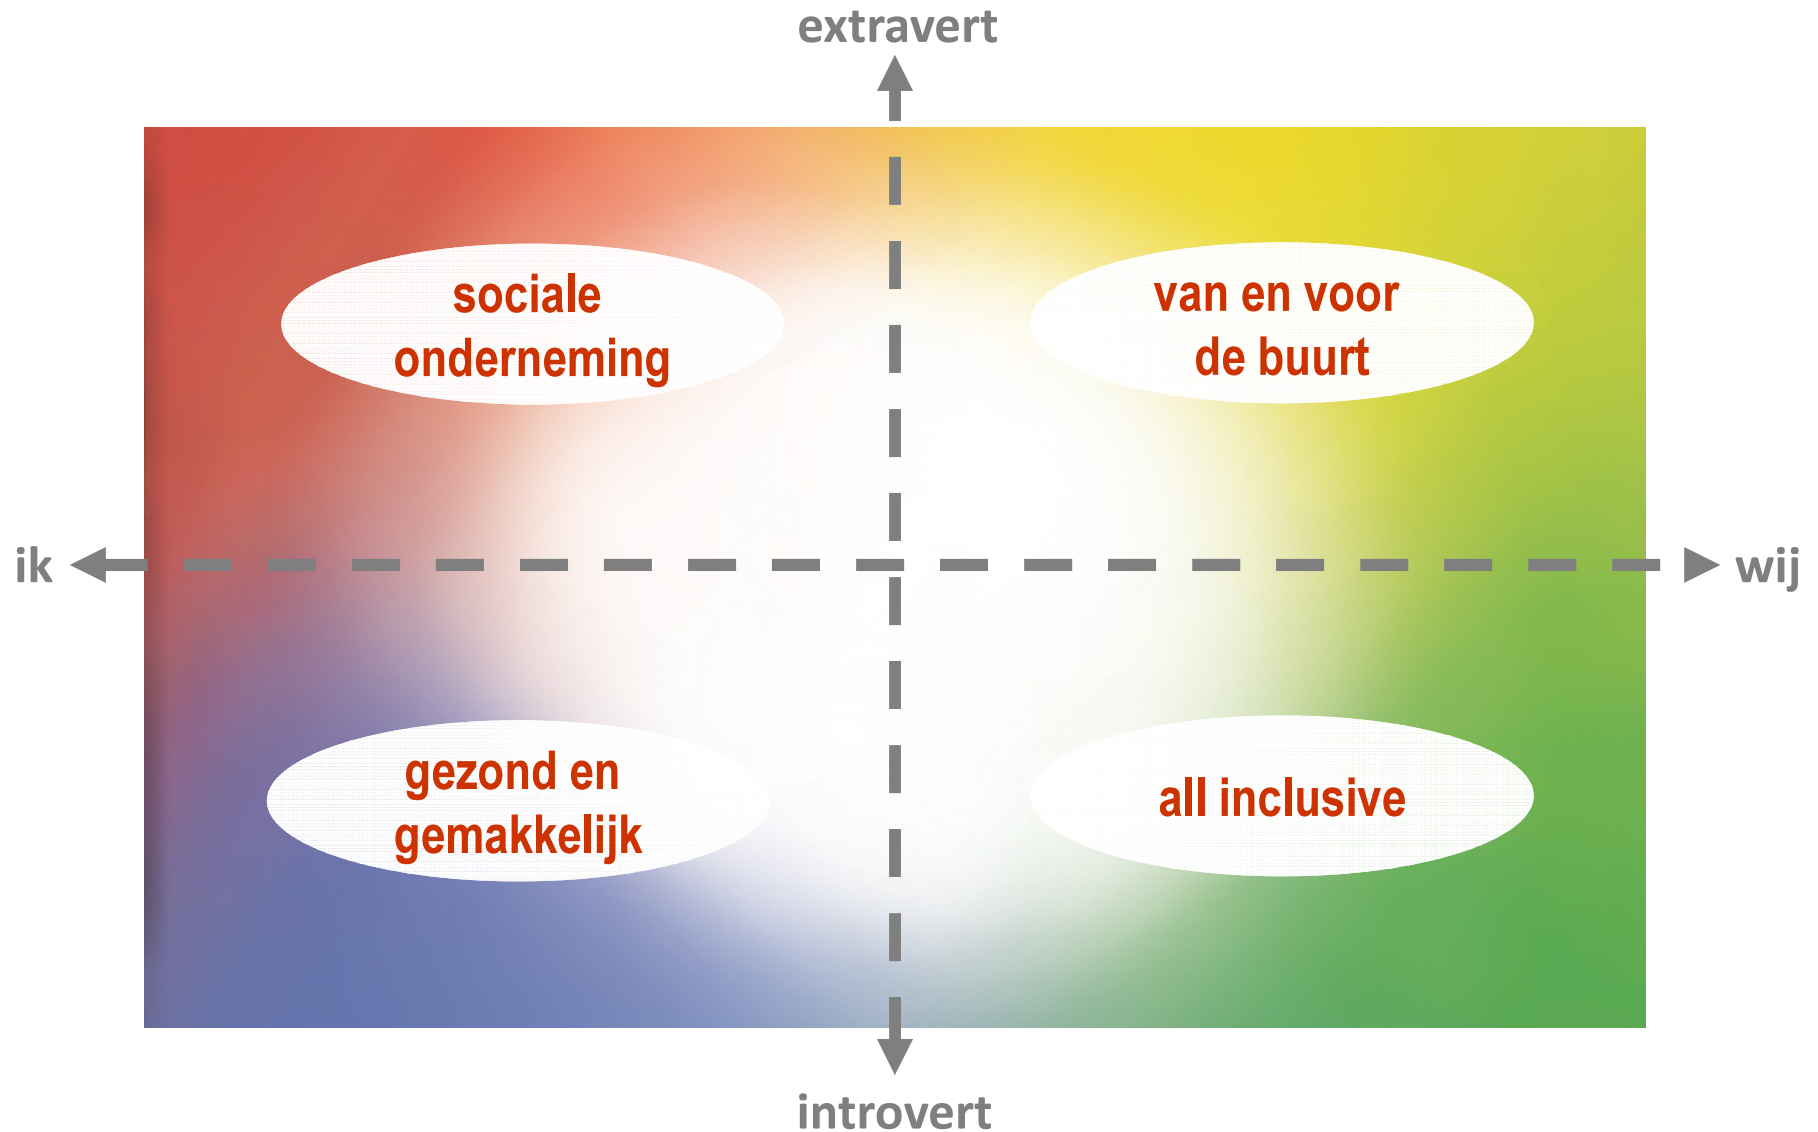 extravert
sociale
onderneming
van en voor
de buurt
ik
wij
gezond en
gemakkelijk
all inclusive
introvert